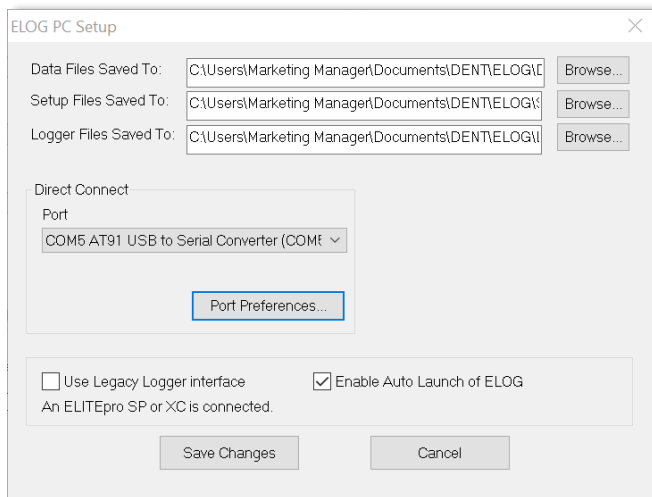 ELOG PC Setup
Data Files Saved To: C:\Users\Marketing Manager\Documents\DENT\ELOG\D Browse...
Setup Files Saved To: C:\Users\Marketing Manager\Documents\DENT\ELOG\S Browse...
Logger Files Saved To: C:\Users\Marketing Manager\Documents\DENT\ELOG\L Browse...
Direct Connect
Port
COM5 AT91 USB to Serial Converter (COM5
Port Preferences...
Use Legacy Logger interface Enable Auto Launch of ELOG
An ELITEpro SP or XC is connected.
Save Changes Cancel